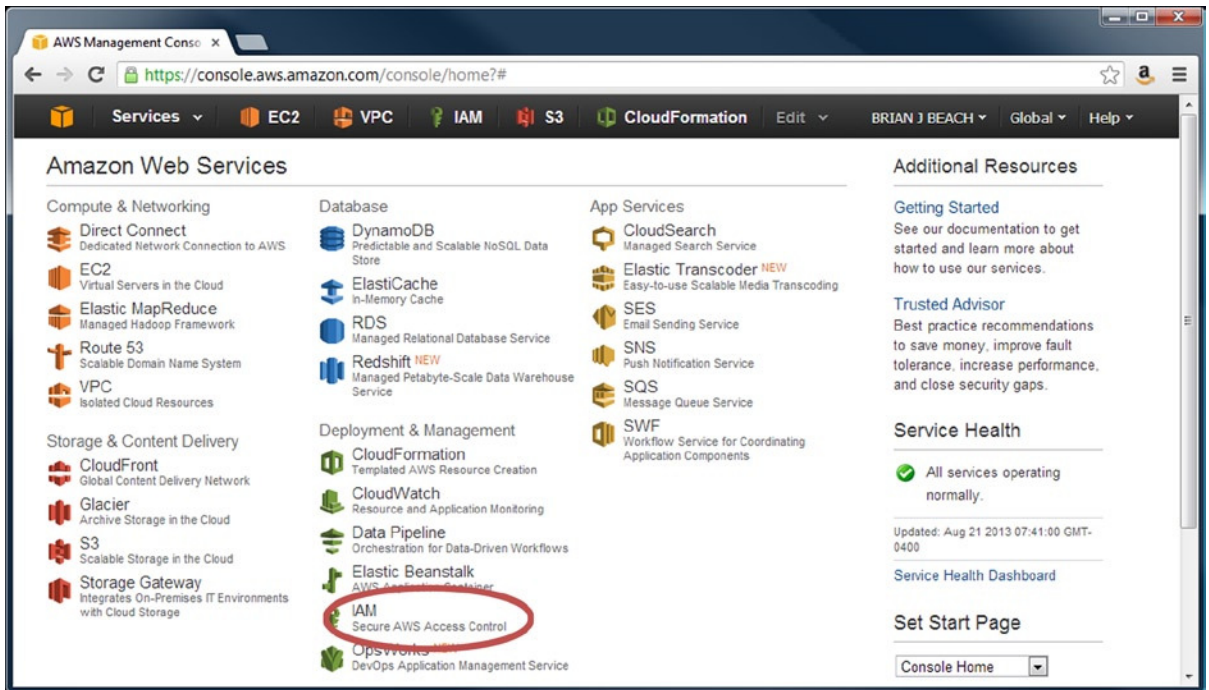 AWS Management Conso
https://console.aws.amazon.com/console/home?#
Services EC2 VPC IAM S3 CloudFormation Edit BRIAN J BEACH Global Help
Amazon Web Services
Compute & Networking
Direct Connect
Dedicated Network Connection to AWS
EC2
Virtual Servers in the Cloud
Elastic MapReduce
Managed Hadoop Framework
Route 53
Scalable Domain Name System
VPC
Isolated Cloud Resources
Storage & Content Delivery
CloudFront
Global Content Delivery Network
Glacier
Archive Storage in the Cloud
S3
Scalable Storage in the Cloud
Storage Gateway
Integrates On-Premises IT Environments
with Cloud Storage
Database
DynamoDB
Predictable and Scalable NoSQL Data
Store
ElastiCache
In-Memory Cache
RDS
Managed Relational Database Service
Redshift NEW
Managed Petabyte-Scale Data Warehouse
Service
Deployment & Management
CloudFormation
Templated AWS Resource Creation
CloudWatch
Resource and Application Monitoring
Data Pipeline
Orchestration for Data-Driven Workflows
Elastic Beanstalk
AWS Application Container
IAM
Secure AWS Access Control
OpsWorks NEW
DevOps Application Management Service
App Services
CloudSearch
Managed Search Service
Elastic Transcoder NEW
Easy-to-use Scalable Media Transcoding
SES
Email Sending Service
SNS
Push Notification Service
SQS
Message Queue Service
SWF
Workflow Service for Coordinating
Application Components
Additional Resources
Getting Started
See our documentation to get
started and learn more about
how to use our services.
Trusted Advisor
Best practice recommendations
to save money, improve fault
tolerance, increase performance,
and close security gaps.
Service Health
All services operating
normally.
Updated: Aug 21 2013 07:41:00 GMT-
0400
Service Health Dashboard
Set Start Page
Console Home